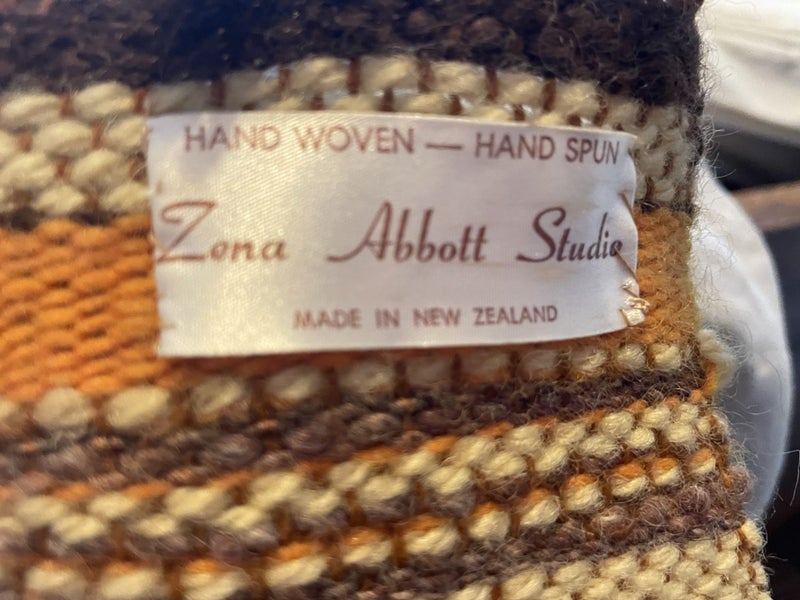 HAND WOVEN — HAND SPUN
Zena Abbott Studio
MADE IN NEW ZEALAND